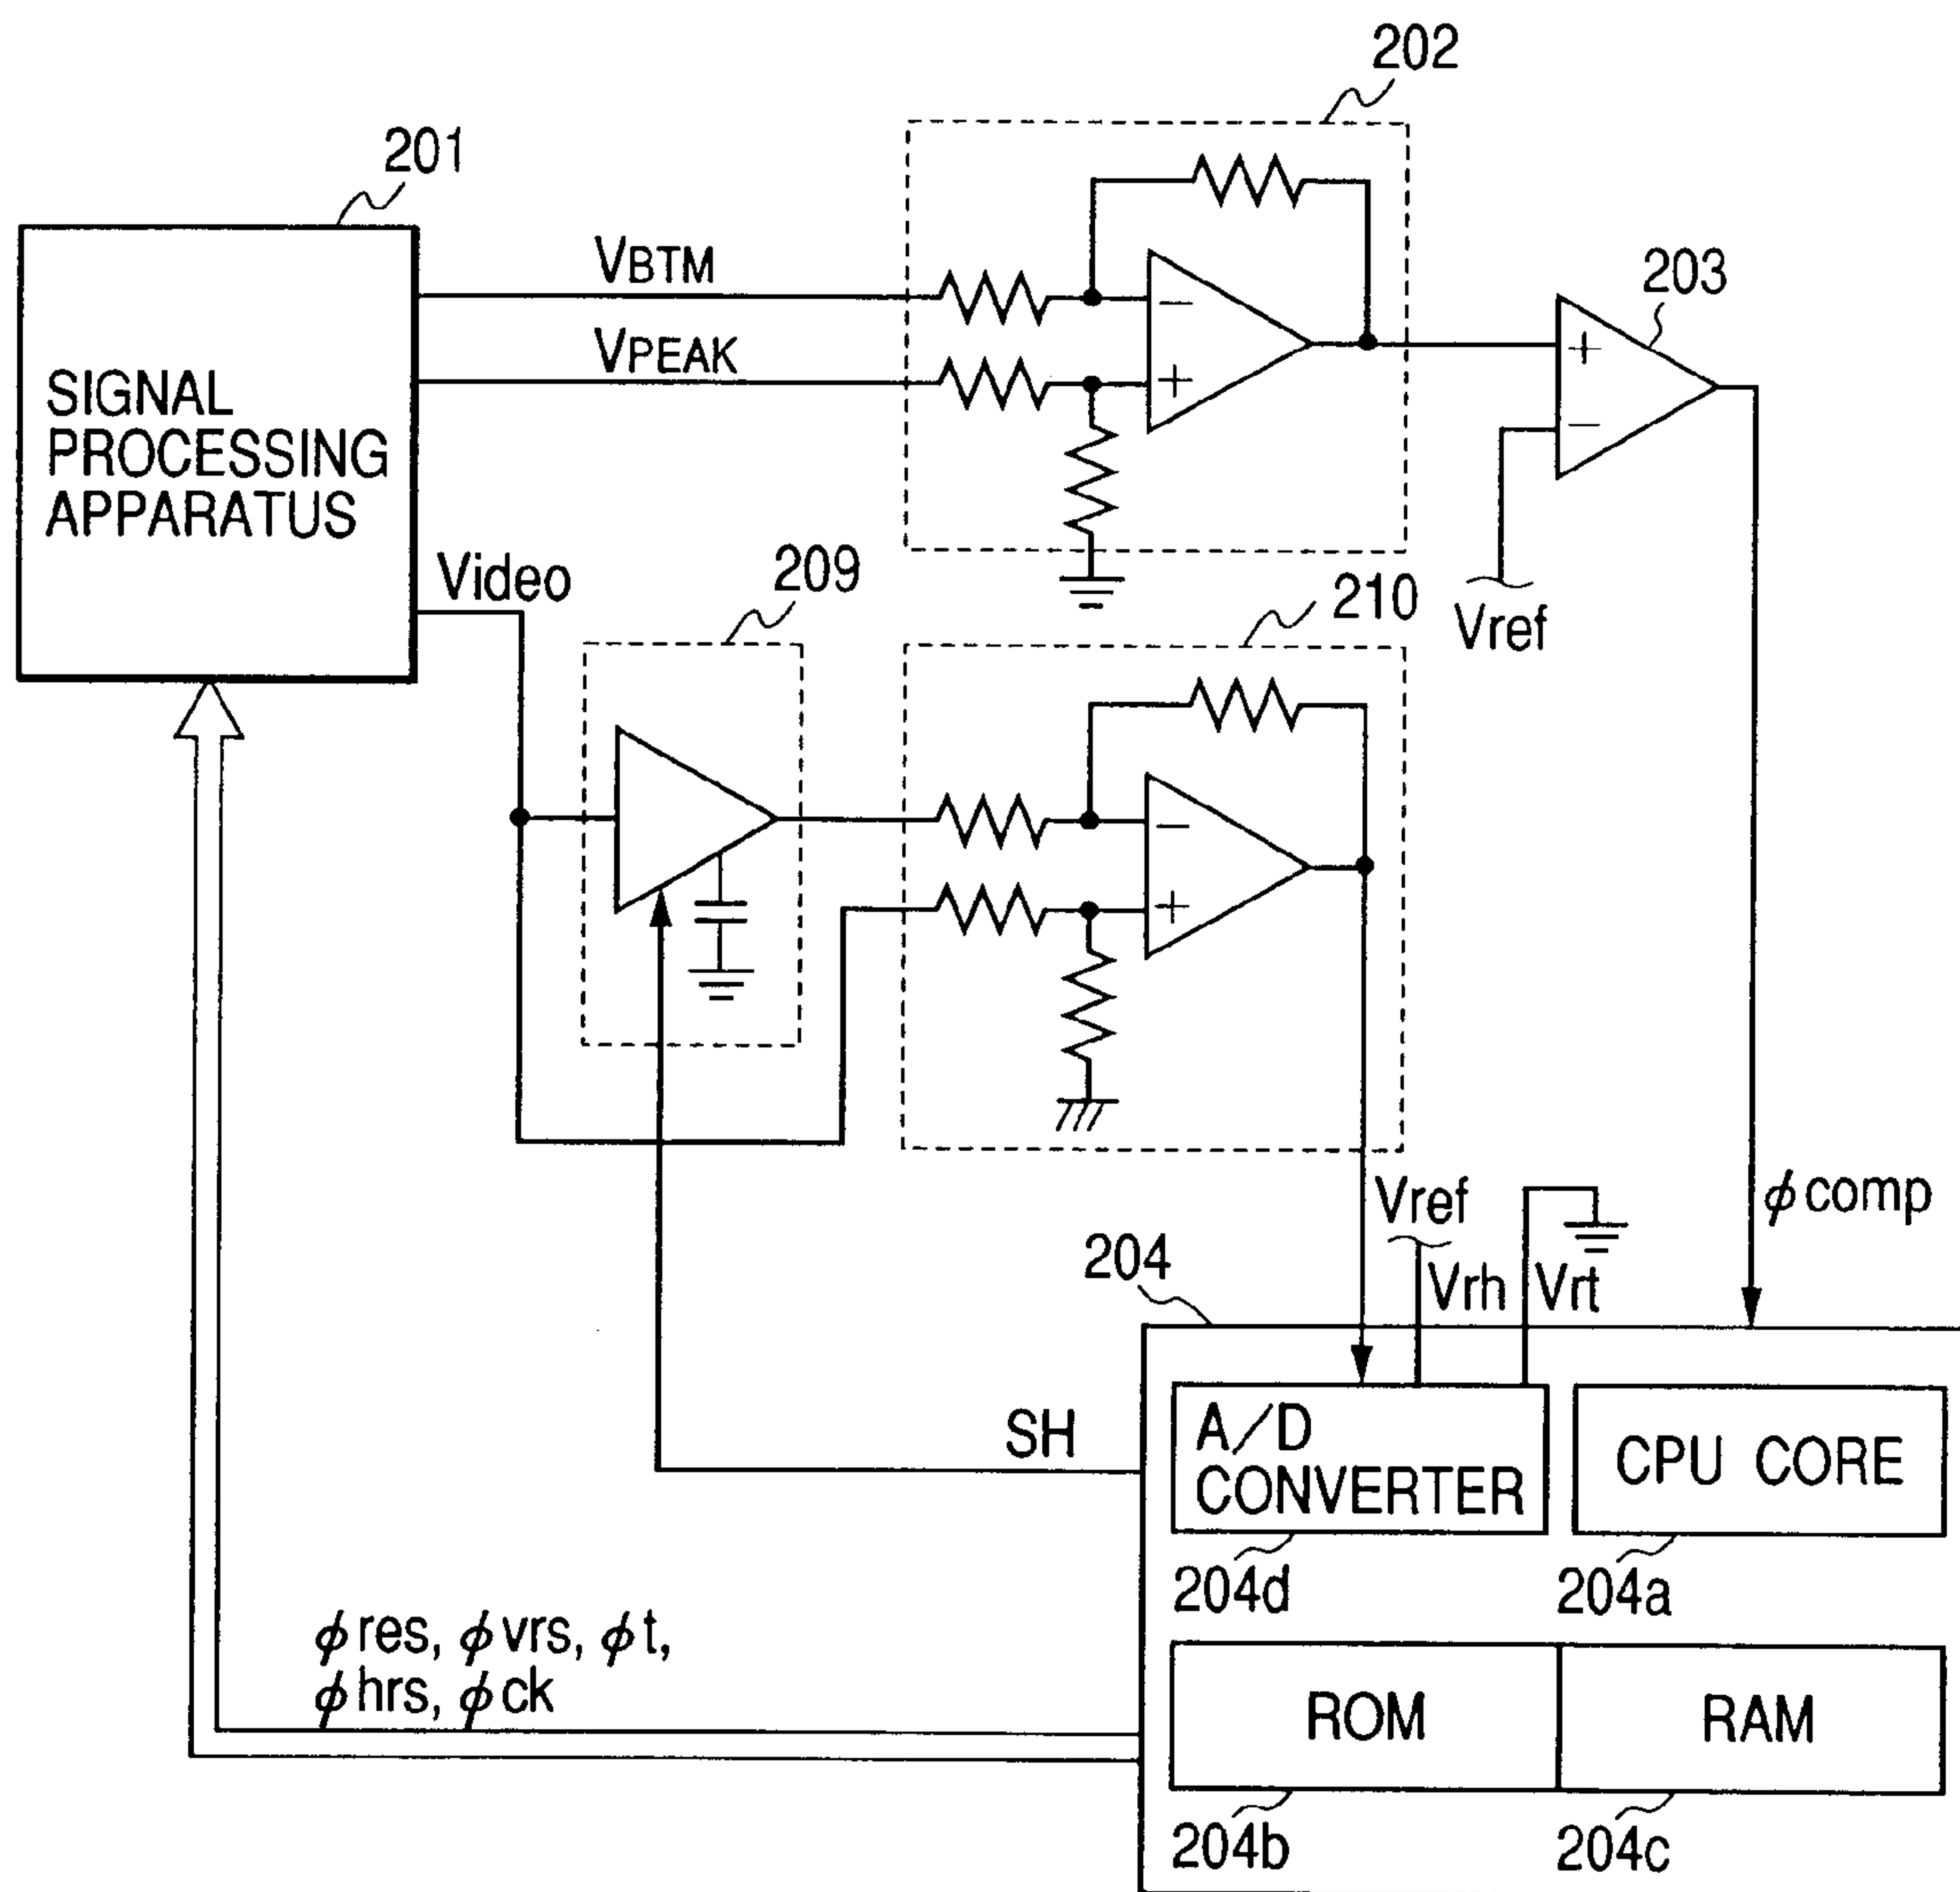 202
201
VBTM
203
VPEAK
SIGNAL
PROCESSING
APPARATUS
−
+
+
−
Video
209
210
Vref
−
+
Vref
ϕcomp
204
Vrh
Vrt
SH
A/D
CONVERTER
CPU CORE
204d
204a
ϕres, ϕvrs, ϕt,
ϕhrs, ϕck
ROM
RAM
204b
204c